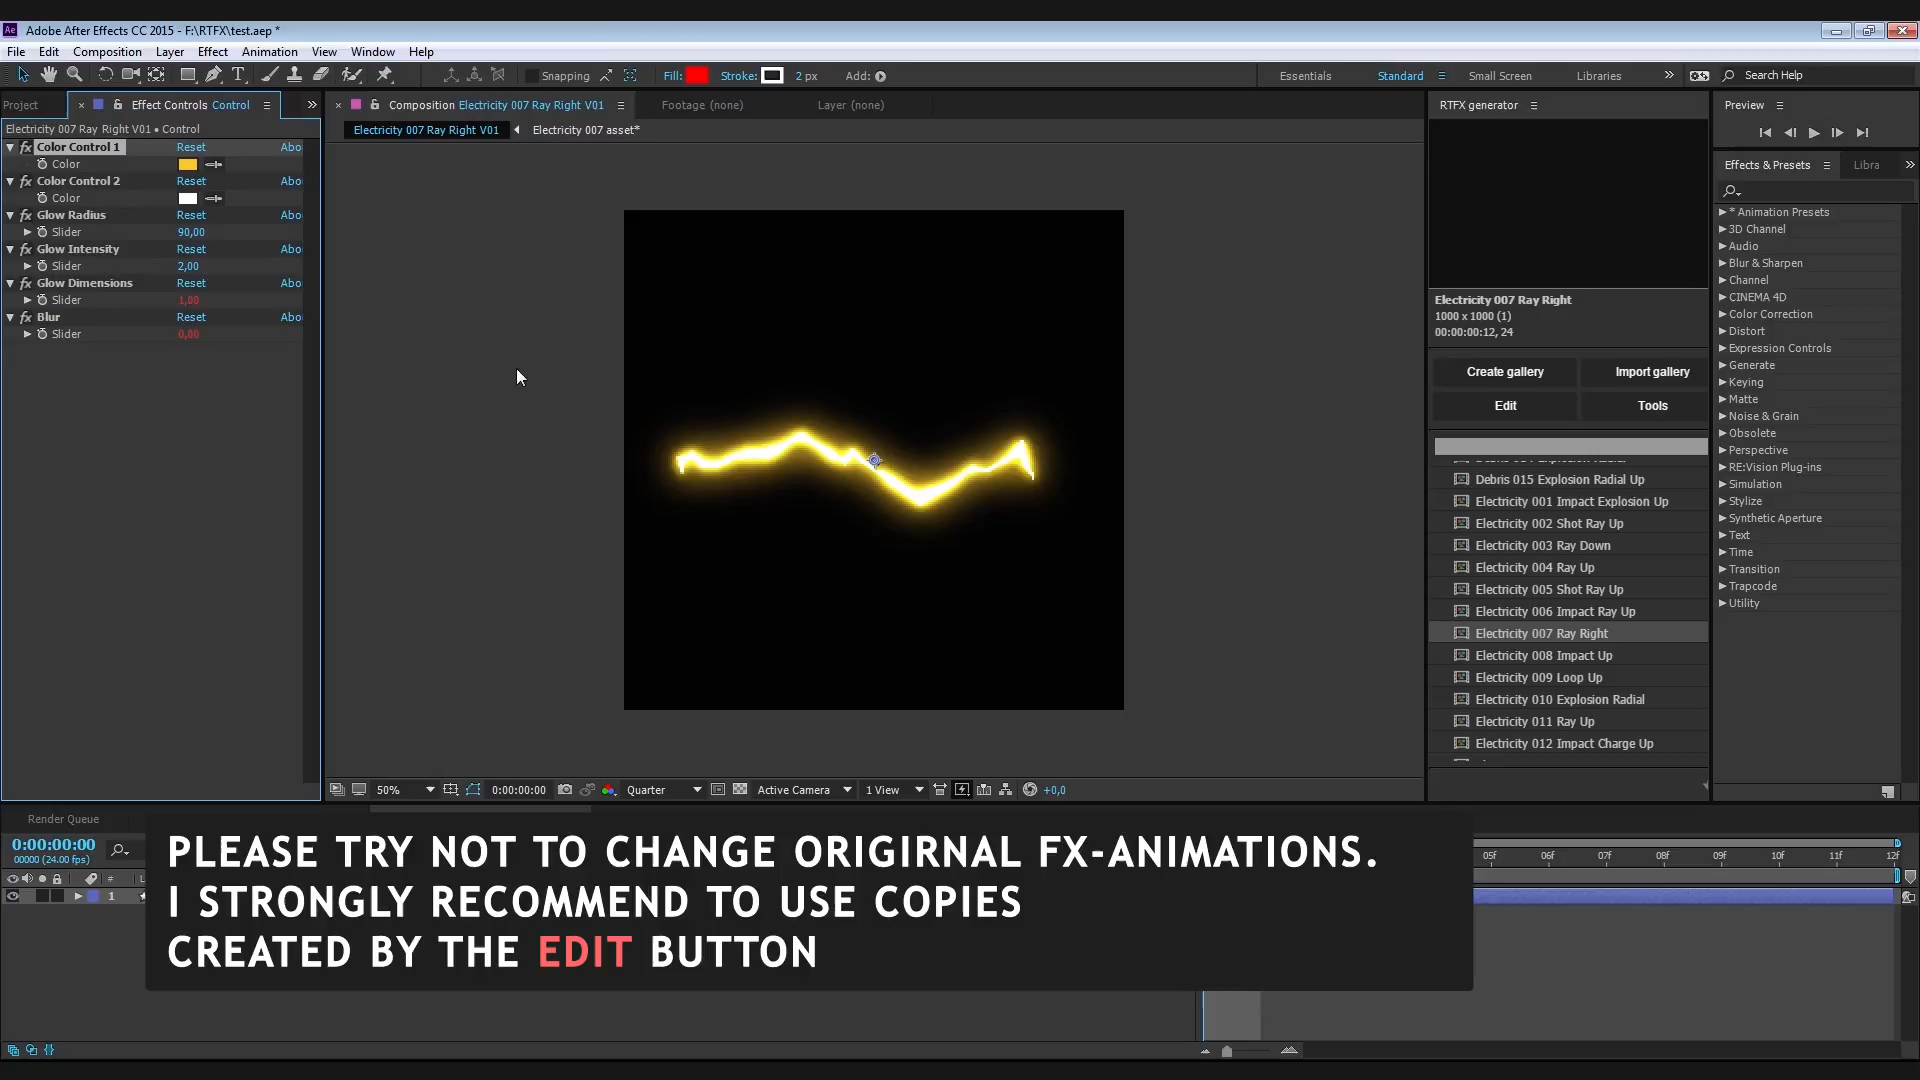 Adobe After Effects CC 2015 - F:\RTFX\test.aep *
File Edit Composition Layer Effect Animation View Window Help
Snapping Fill: Stroke: 2 px Add: Essentials Standard Small Screen Libraries Search Help
Project Effect Controls Control
Electricity 007 Ray Right V01 • Control
Color Control 1 Reset Abo
Color
Color Control 2 Reset Abo
Color
Glow Radius Reset Abo
Slider 90,00
Glow Intensity Reset Abo
Slider 2,00
Glow Dimensions Reset Abo
Slider 1,00
Blur Reset Abo
Slider 0,00
Composition Electricity 007 Ray Right V01 Footage (none) Layer (none)
Electricity 007 Ray Right V01 Electricity 007 asset*
50% 0:00:00:00 Quarter Active Camera 1 View +0,0
RTFX generator
Electricity 007 Ray Right
1000 x 1000 (1)
00:00:00:12, 24
Create gallery Import gallery
Edit Tools
Debris 015 Explosion Radial Up
Electricity 001 Impact Explosion Up
Electricity 002 Shot Ray Up
Electricity 003 Ray Down
Electricity 004 Ray Up
Electricity 005 Shot Ray Up
Electricity 006 Impact Ray Up
Electricity 007 Ray Right
Electricity 008 Impact Up
Electricity 009 Loop Up
Electricity 010 Explosion Radial
Electricity 011 Ray Up
Electricity 012 Impact Charge Up
Preview
Effects & Presets Libra
* Animation Presets
3D Channel
Audio
Blur & Sharpen
Channel
CINEMA 4D
Color Correction
Distort
Expression Controls
Generate
Keying
Matte
Noise & Grain
Obsolete
Perspective
RE:Vision Plug-ins
Simulation
Stylize
Synthetic Aperture
Text
Time
Transition
Trapcode
Utility
Render Queue
0:00:00:00
00000 (24.00 fps)
#
1
05f 06f 07f 08f 09f 10f 11f 12f
PLEASE TRY NOT TO CHANGE ORIGIRNAL FX-ANIMATIONS.
I STRONGLY RECOMMEND TO USE COPIES
CREATED BY THE EDIT BUTTON